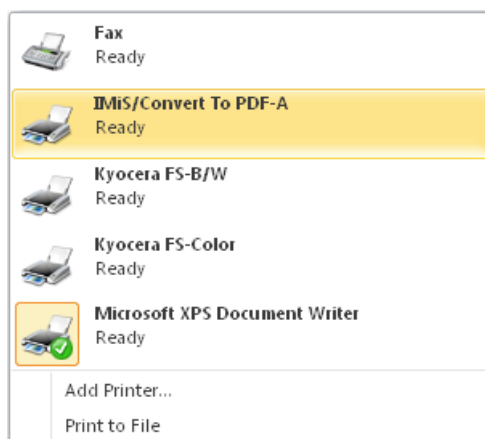 Fax
Ready
IMiS/Convert To PDF-A
Ready
Kyocera FS-B/W
Ready
Kyocera FS-Color
Ready
Microsoft XPS Document Writer
Ready
Add Printer...
Print to File